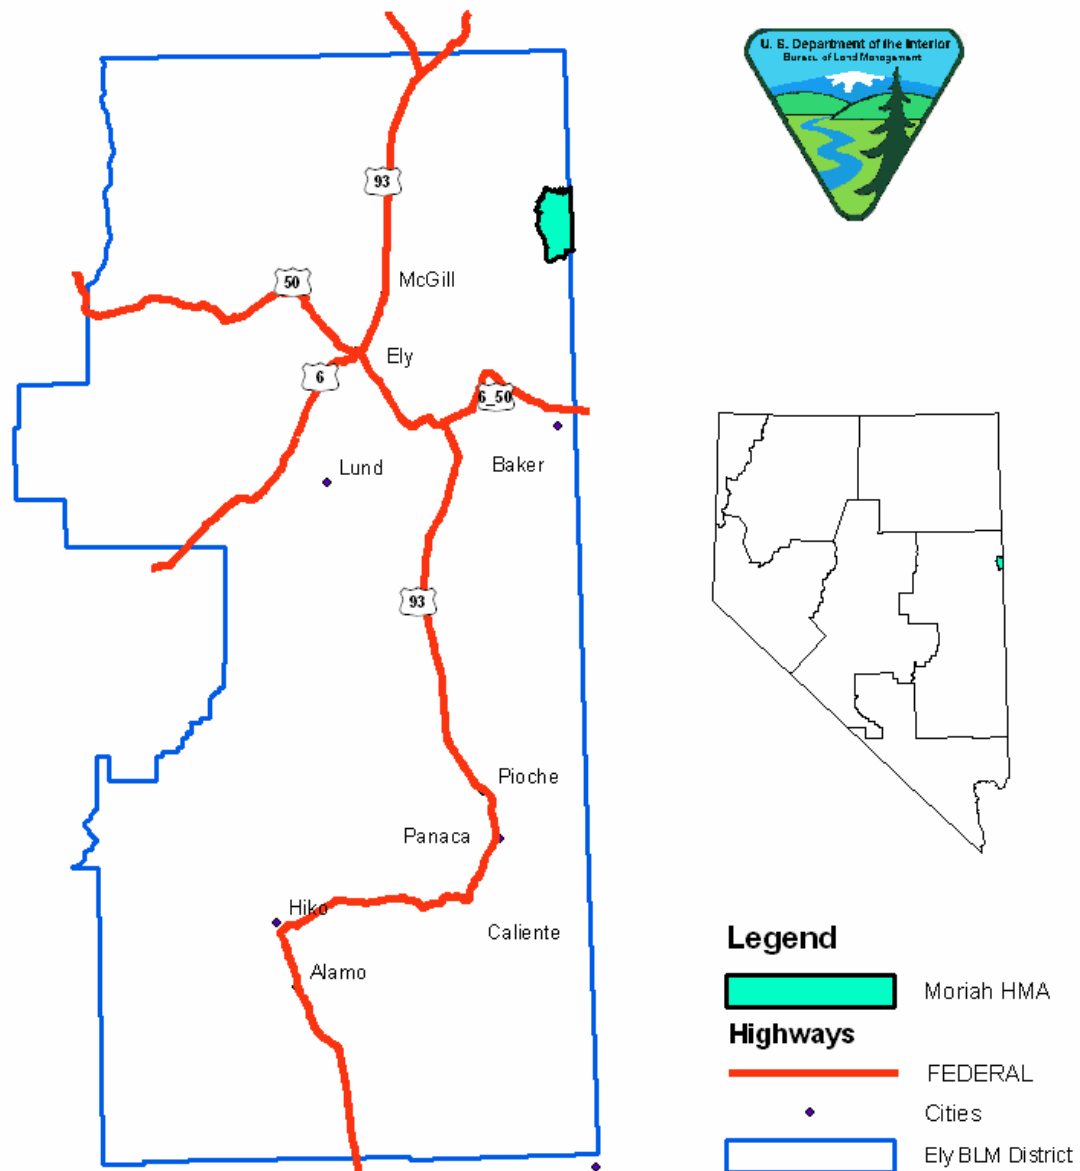 U. S. Department of the Interior
Bureau of Land Management
93
50
McGill
Ely
6
6_50
Lund
Baker
93
Pioche
Panaca
Hiko
Caliente
Alamo
Legend
Moriah HMA
Highways
FEDERAL
Cities
Ely BLM District